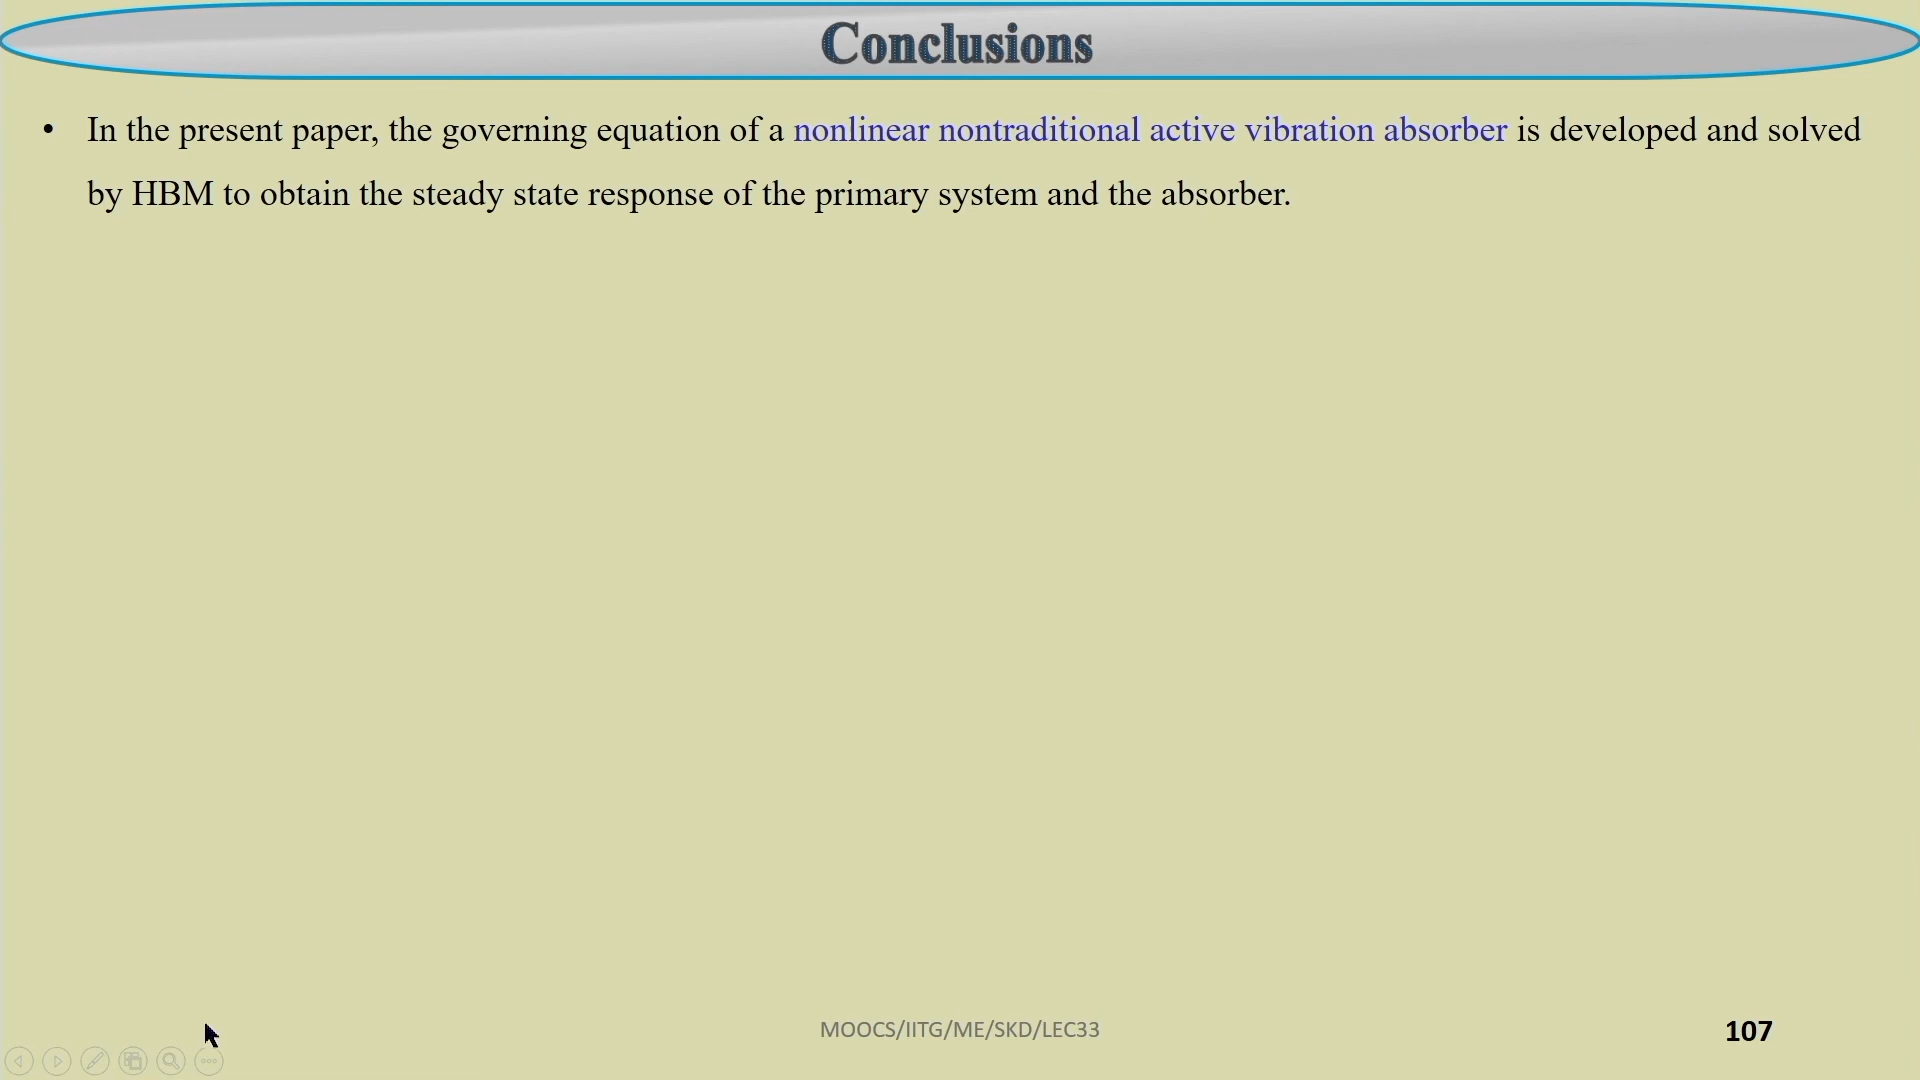 Conclusions
• In the present paper, the governing equation of a nonlinear nontraditional active vibration absorber is developed and solved
by HBM to obtain the steady state response of the primary system and the absorber.
MOOCS/IITG/ME/SKD/LEC33
107